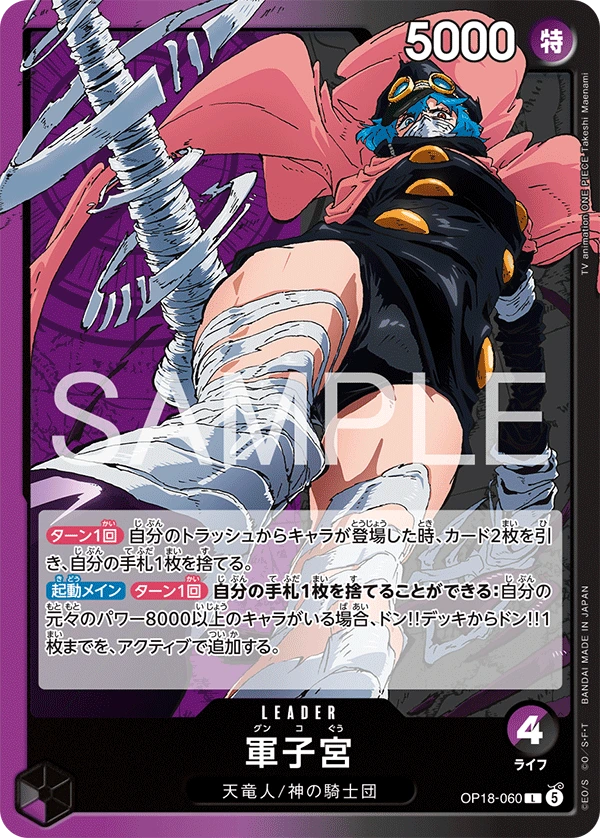 5000 特
TV animation ONE PIECE Takeshi Maenami
SAMPLE
ターン1回 自分のトラッシュからキャラが登場した時、カード2枚を引
き、自分の手札1枚を捨てる。
起動メイン ターン1回 自分の手札1枚を捨てることができる:自分の
元々のパワー8000以上のキャラがいる場合、ドン!!デッキからドン!!1
枚までを、アクティブで追加する。
BANDAI MADE IN JAPAN
©E/S ©O/S・F・T
LEADER
グンコぐう
軍子宮
天竜人/神の騎士団
4
ライフ
OP18-060 L 5